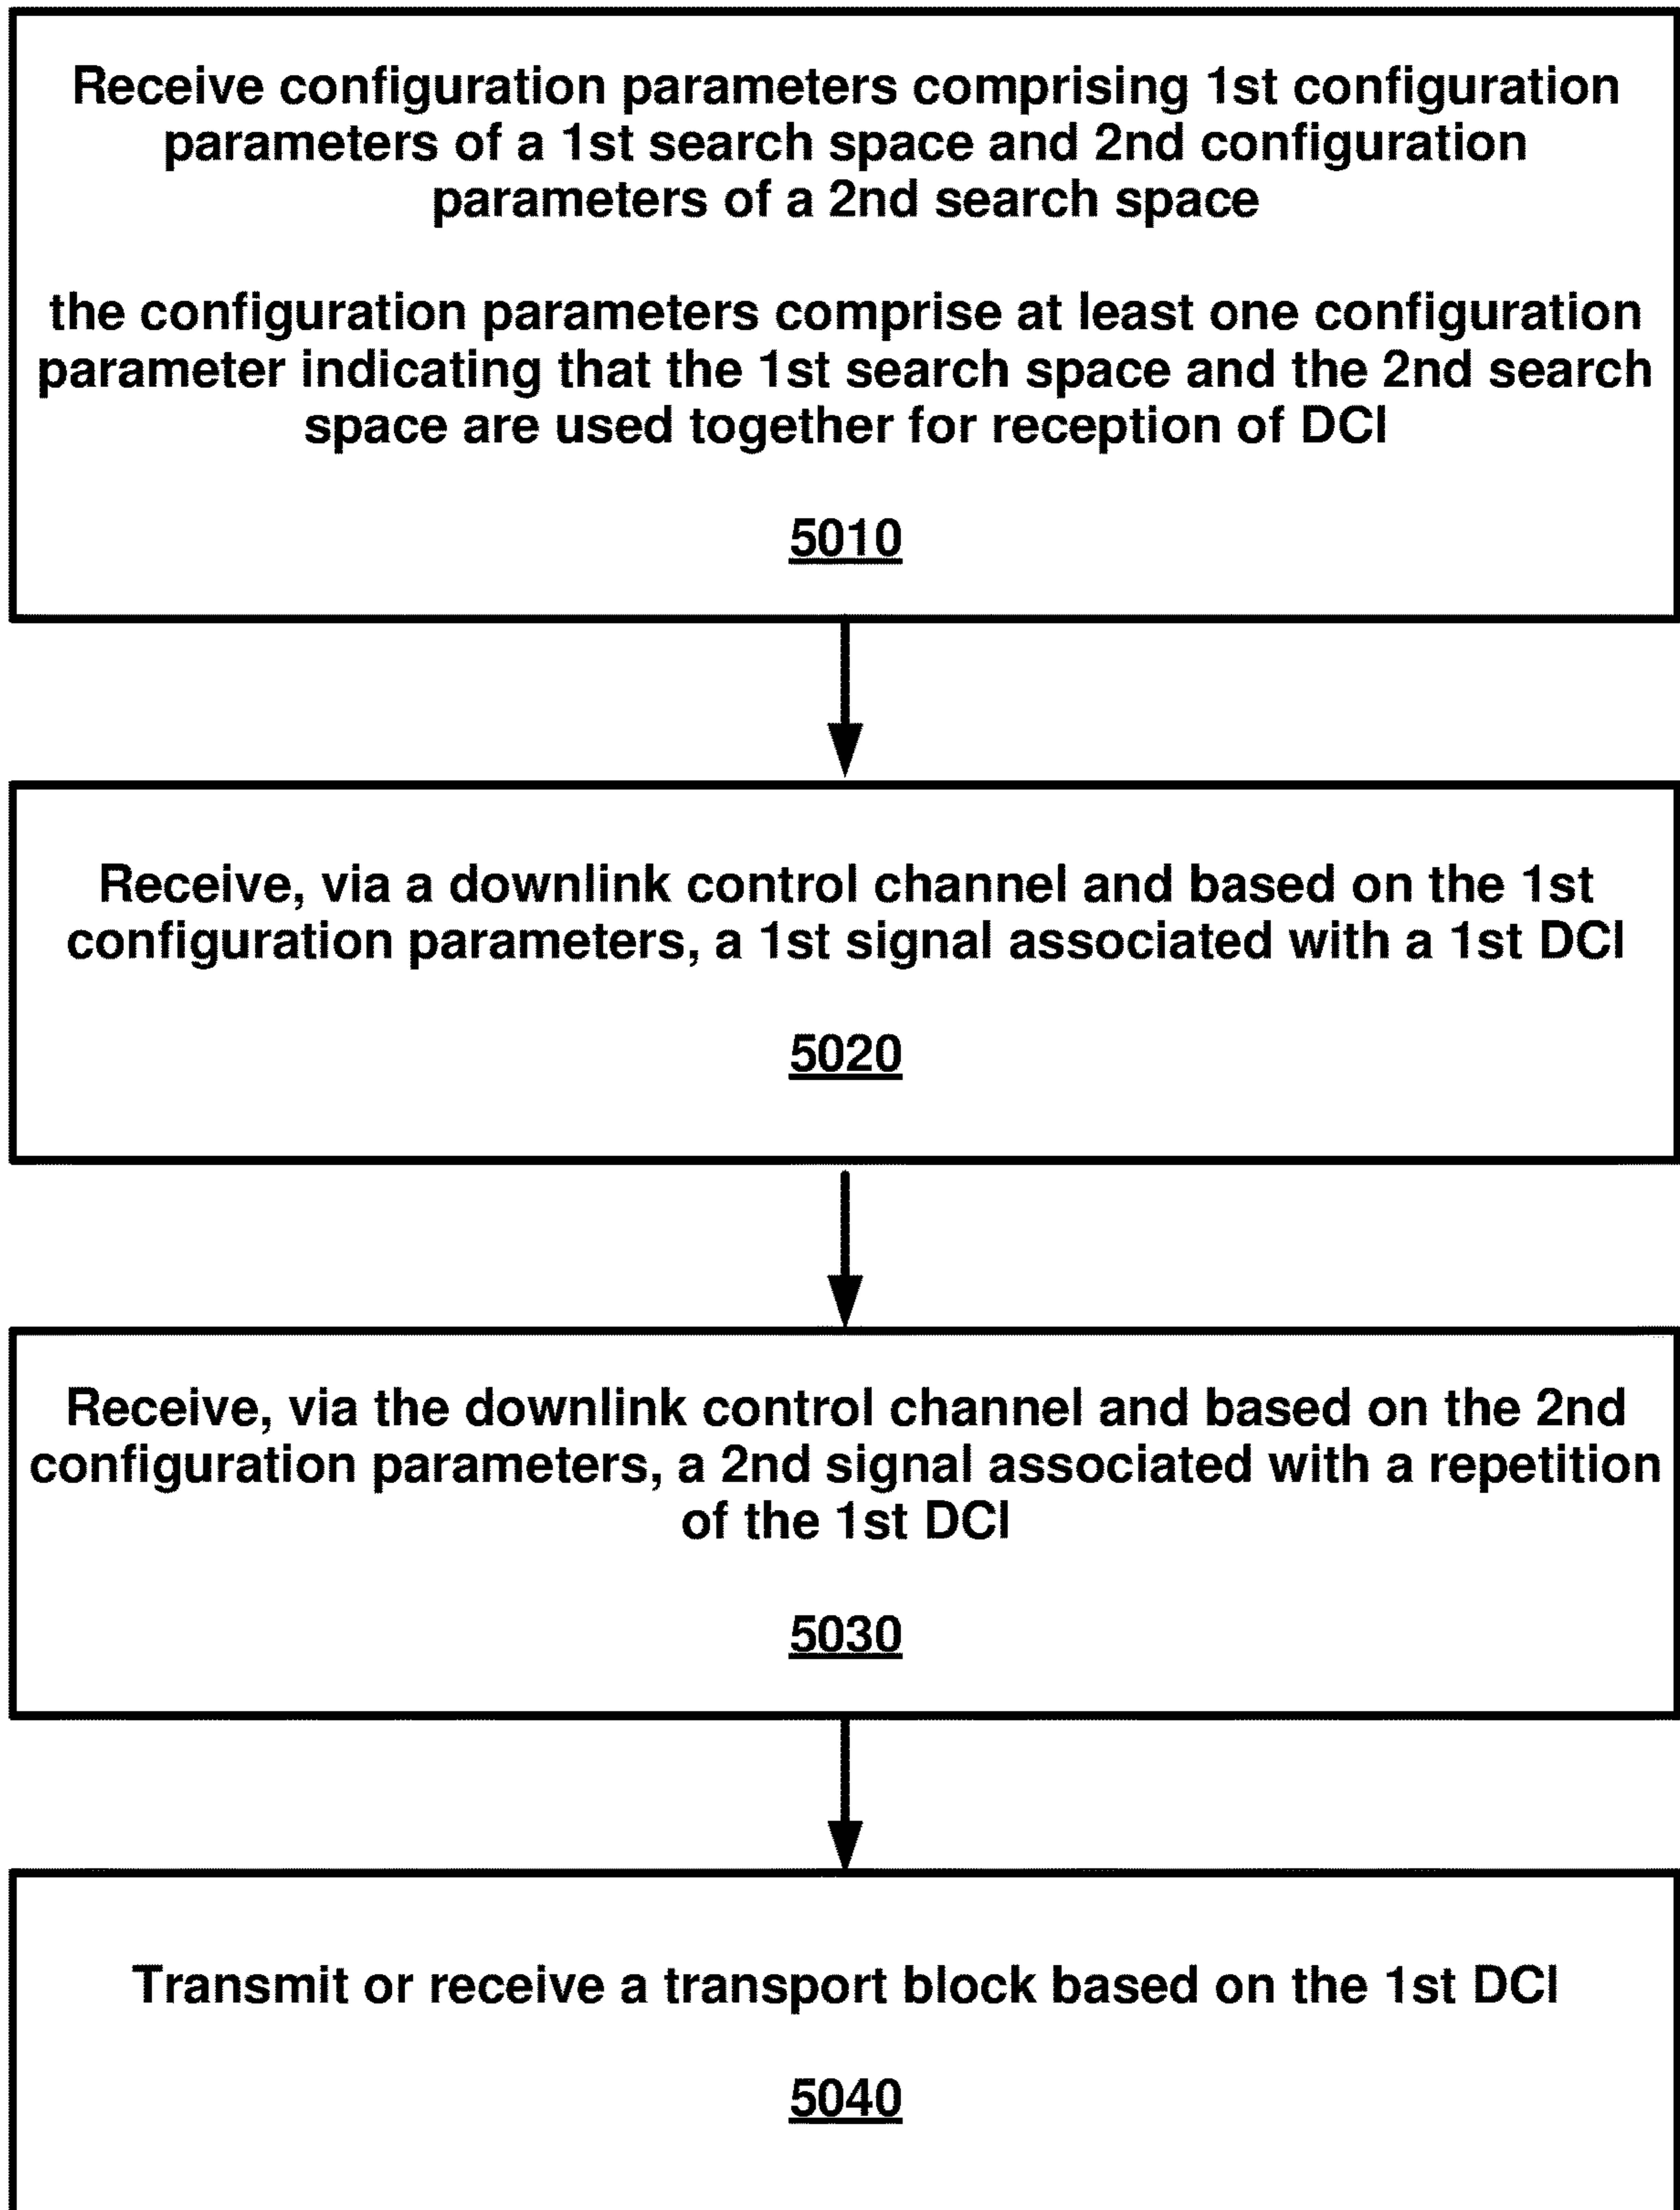 Receive configuration parameters comprising 1st configuration
parameters of a 1st search space and 2nd configuration
parameters of a 2nd search space
the configuration parameters comprise at least one configuration
parameter indicating that the 1st search space and the 2nd search
space are used together for reception of DCI
5010
Receive, via a downlink control channel and based on the 1st
configuration parameters, a 1st signal associated with a 1st DCI
5020
Receive, via the downlink control channel and based on the 2nd
configuration parameters, a 2nd signal associated with a repetition
of the 1st DCI
5030
Transmit or receive a transport block based on the 1st DCI
5040